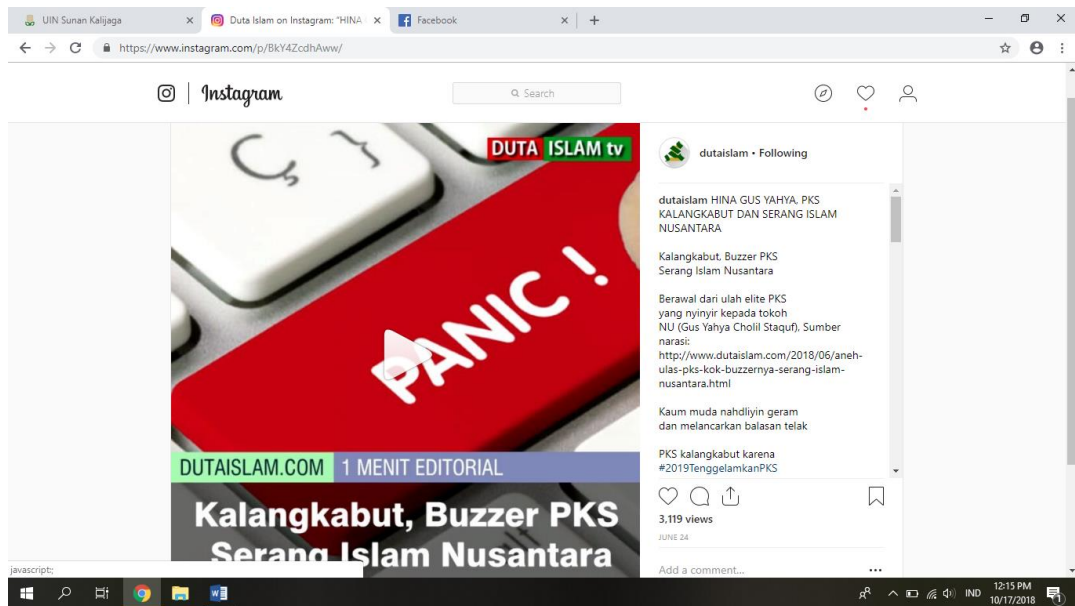 UIN Sunan Kalijaga
Duta Islam on Instagram: "HINA
Facebook
https://www.instagram.com/p/BkY4ZcdhAww/
Instagram
Search
DUTA ISLAM tv
PANIC !
DUTAISLAM.COM 1 MENIT EDITORIAL
Kalangkabut, Buzzer PKS
Serang Islam Nusantara
dutaislam • Following
dutaislam HINA GUS YAHYA, PKS
KALANGKABUT DAN SERANG ISLAM
NUSANTARA
Kalangkabut, Buzzer PKS
Serang Islam Nusantara
Berawal dari ulah elite PKS
yang nyinyir kepada tokoh
NU (Gus Yahya Cholil Staquf), Sumber
narasi:
http://www.dutaislam.com/2018/06/aneh-
ulas-pks-kok-buzzernya-serang-islam-
nusantara.html
Kaum muda nahdliyin geram
dan melancarkan balasan telak
PKS kalangkabut karena
#2019TenggelamkanPKS
3,119 views
JUNE 24
Add a comment...
javascript:;
IND
12:15 PM
10/17/2018